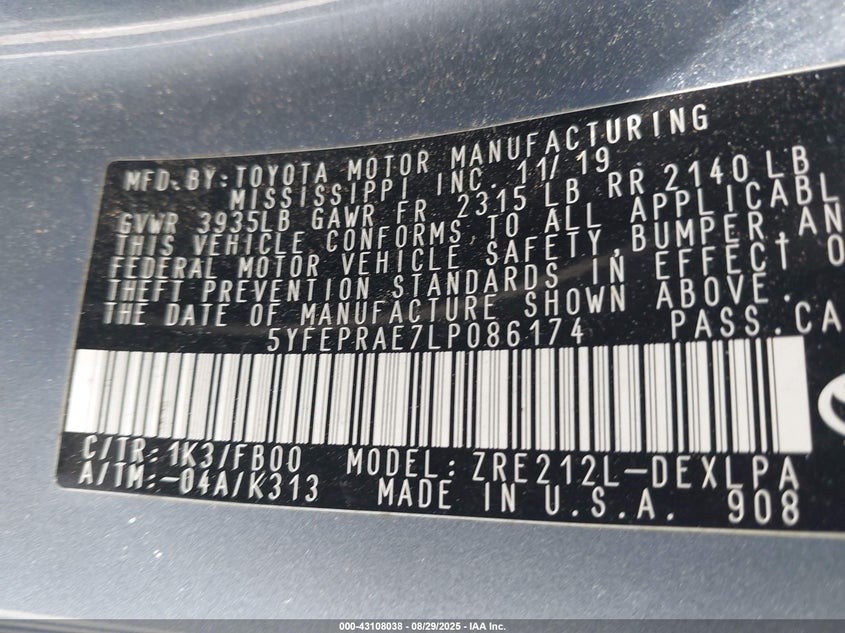 MFD.BY:TOYOTA MOTOR MANUFACTURING
MISSISSIPPI INC. 11/19
GVWR 3935LB GAWR FR 2315 LB RR 2140 LB
THIS VEHICLE CONFORMS TO ALL APPLICABL
FEDERAL MOTOR VEHICLE SAFETY,BUMPER,AN
THEFT PREVENTION STANDARDS IN EFFECT O
THE DATE OF MANUFACTURE SHOWN ABOVE.
5YFEPRAE7LP086174 PASS.CA
C/TR:1K3/FB00 MODEL: ZRE212L-DEXLPA
A/TM:-04A/K313 MADE IN U.S.A. 908
000-43108038 - 08/29/2025 - IAA Inc.